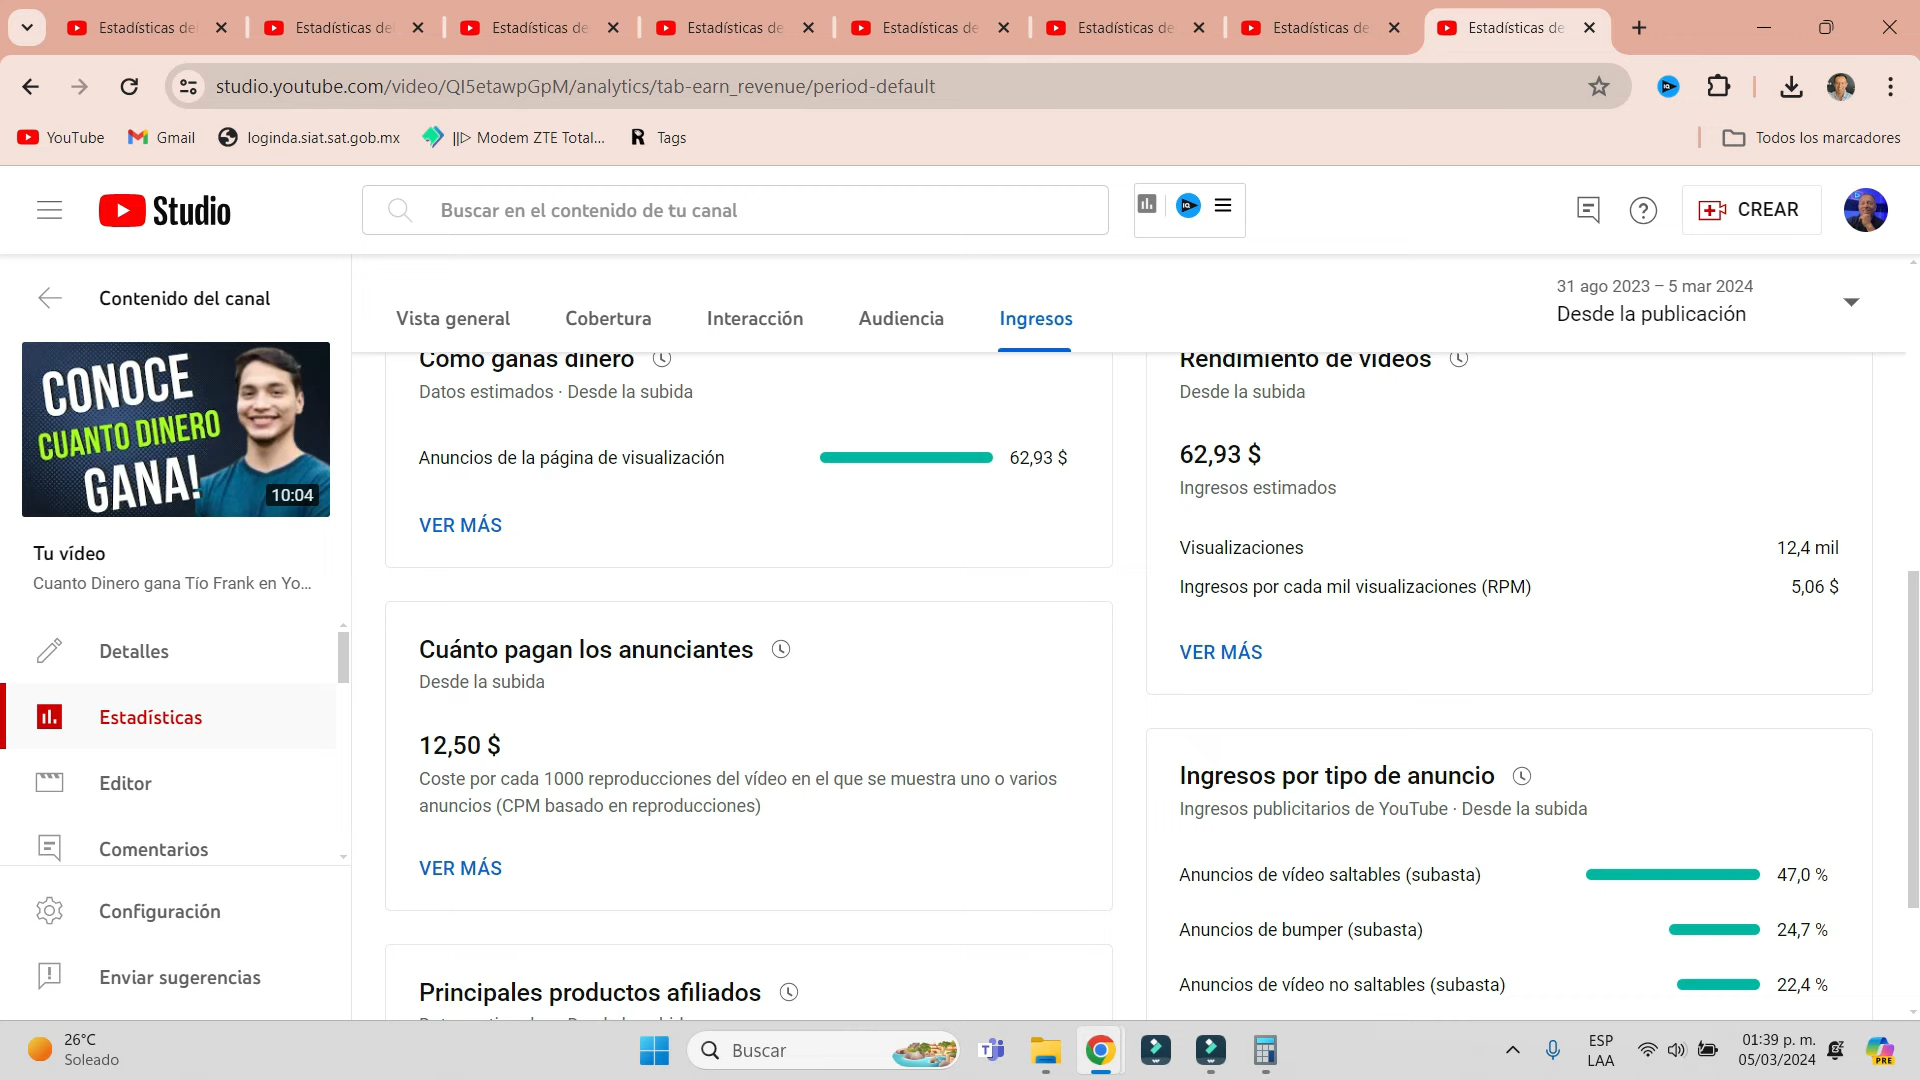 Estadísticas de
Estadísticas de
Estadísticas de
Estadísticas de
Estadísticas de
Estadísticas de
Estadísticas de
Estadísticas de
studio.youtube.com/video/QI5etawpGpM/analytics/tab-earn_revenue/period-default
YouTube
Gmail
loginda.siat.sat.gob.mx
||▷ Modem ZTE Total...
R Tags
Todos los marcadores
Studio
Buscar en el contenido de tu canal
CREAR
Contenido del canal
CONOCE
CUANTO DINERO
GANA!
10:04
Tu vídeo
Cuanto Dinero gana Tío Frank en Yo...
Detalles
Estadísticas
Editor
Comentarios
Configuración
Enviar sugerencias
Vista general
Cobertura
Interacción
Audiencia
Ingresos
31 ago 2023 – 5 mar 2024
Desde la publicación
Cómo ganas dinero
Datos estimados · Desde la subida
Anuncios de la página de visualización
62,93 $
VER MÁS
Cuánto pagan los anunciantes
Desde la subida
12,50 $
Coste por cada 1000 reproducciones del vídeo en el que se muestra uno o varios
anuncios (CPM basado en reproducciones)
VER MÁS
Principales productos afiliados
Rendimiento de vídeos
Desde la subida
62,93 $
Ingresos estimados
Visualizaciones 12,4 mil
Ingresos por cada mil visualizaciones (RPM) 5,06 $
VER MÁS
Ingresos por tipo de anuncio
Ingresos publicitarios de YouTube · Desde la subida
Anuncios de vídeo saltables (subasta) 47,0 %
Anuncios de bumper (subasta) 24,7 %
Anuncios de vídeo no saltables (subasta) 22,4 %
26°C
Soleado
Buscar
ESP
LAA
01:39 p. m.
05/03/2024
PRE